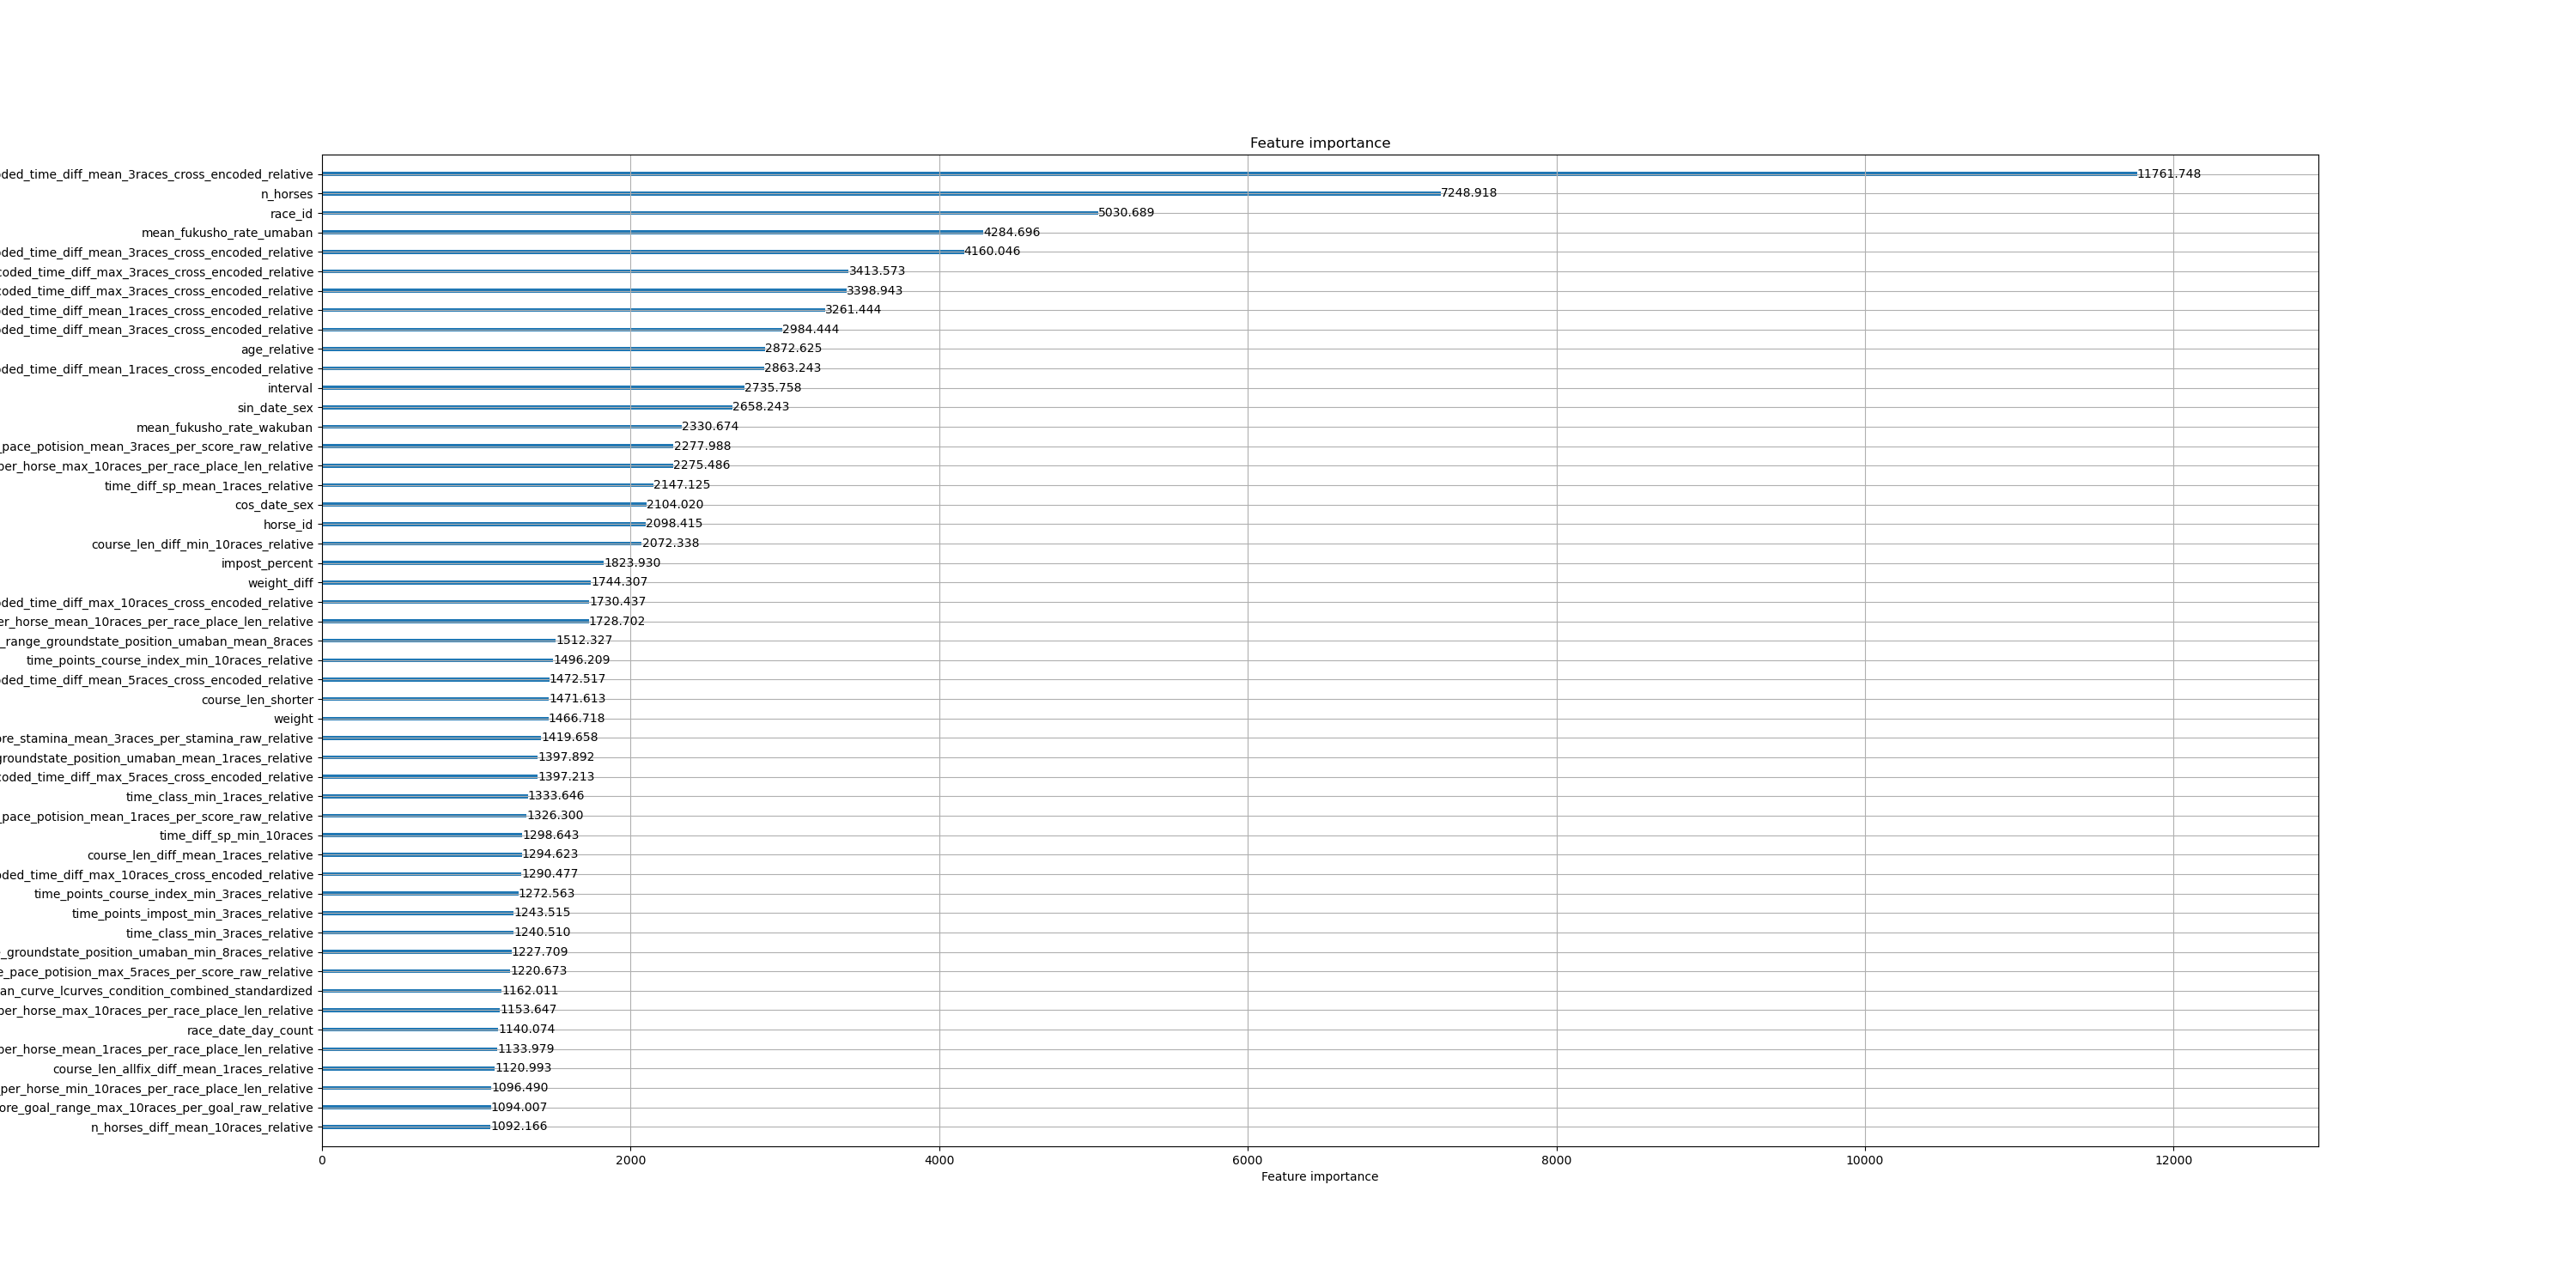 Feature importance
ded_time_diff_mean_3races_cross_encoded_relative 11761.748
n_horses 7248.918
race_id 5030.689
mean_fukusho_rate_umaban 4284.696
ded_time_diff_mean_3races_cross_encoded_relative 4160.046
coded_time_diff_max_3races_cross_encoded_relative 3413.573
coded_time_diff_max_3races_cross_encoded_relative 3398.943
ded_time_diff_mean_1races_cross_encoded_relative 3261.444
ded_time_diff_mean_3races_cross_encoded_relative 2984.444
age_relative 2872.625
ded_time_diff_mean_1races_cross_encoded_relative 2863.243
interval 2735.758
sin_date_sex 2658.243
mean_fukusho_rate_wakuban 2330.674
_pace_potision_mean_3races_per_score_raw_relative 2277.988
per_horse_max_10races_per_race_place_len_relative 2275.486
time_diff_sp_mean_1races_relative 2147.125
cos_date_sex 2104.020
horse_id 2098.415
course_len_diff_min_10races_relative 2072.338
impost_percent 1823.930
weight_diff 1744.307
ded_time_diff_max_10races_cross_encoded_relative 1730.437
er_horse_mean_10races_per_race_place_len_relative 1728.702
_range_groundstate_position_umaban_mean_8races 1512.327
time_points_course_index_min_10races_relative 1496.209
ded_time_diff_mean_5races_cross_encoded_relative 1472.517
course_len_shorter 1471.613
weight 1466.718
re_stamina_mean_3races_per_stamina_raw_relative 1419.658
groundstate_position_umaban_mean_1races_relative 1397.892
coded_time_diff_max_5races_cross_encoded_relative 1397.213
time_class_min_1races_relative 1333.646
_pace_potision_mean_1races_per_score_raw_relative 1326.300
time_diff_sp_min_10races 1298.643
course_len_diff_mean_1races_relative 1294.623
ded_time_diff_max_10races_cross_encoded_relative 1290.477
time_points_course_index_min_3races_relative 1272.563
time_points_impost_min_3races_relative 1243.515
time_class_min_3races_relative 1240.510
_groundstate_position_umaban_min_8races_relative 1227.709
e_pace_potision_max_5races_per_score_raw_relative 1220.673
an_curve_lcurves_condition_combined_standardized 1162.011
per_horse_max_10races_per_race_place_len_relative 1153.647
race_date_day_count 1140.074
per_horse_mean_1races_per_race_place_len_relative 1133.979
course_len_allfix_diff_mean_1races_relative 1120.993
per_horse_min_10races_per_race_place_len_relative 1096.490
ore_goal_range_max_10races_per_goal_raw_relative 1094.007
n_horses_diff_mean_10races_relative 1092.166
0 2000 4000 6000 8000 10000 12000
Feature importance